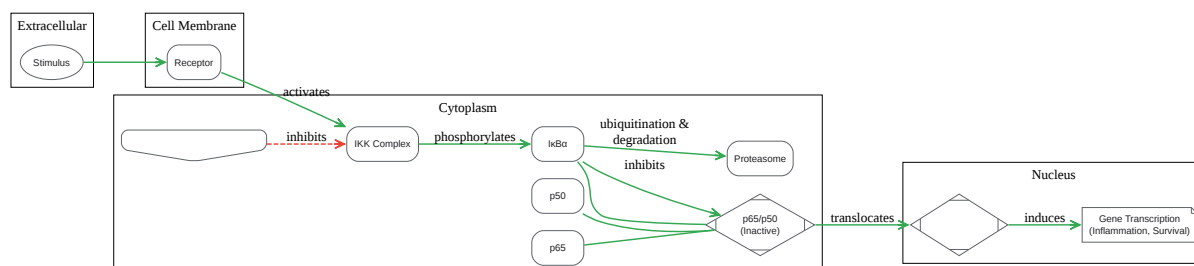 Extracellular
Stimulus
Cell Membrane
Receptor
activates
Cytoplasm
inhibits
IKK Complex
phosphorylates
IκBα
ubiquitination &
degradation
Proteasome
inhibits
p50
p65
p65/p50
(Inactive)
translocates
Nucleus
induces
Gene Transcription
(Inflammation, Survival)